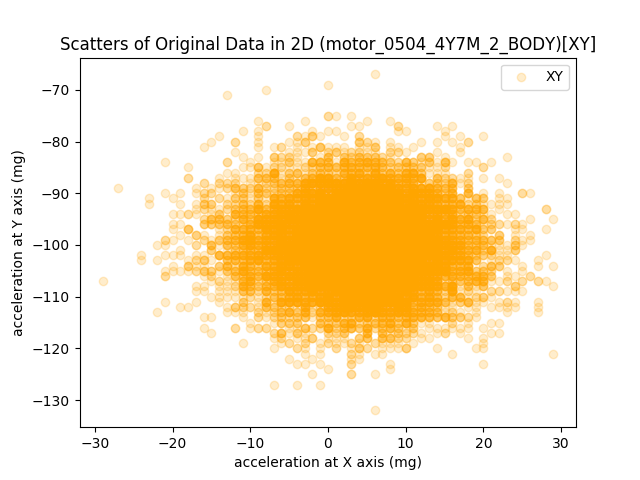 Scatters of Original Data in 2D (motor_0504_4Y7M_2_BODY)[XY]
XY
−70
−80
−90
−100
−110
−120
−130
acceleration at Y axis (mg)
−30 −20 −10 0 10 20 30
acceleration at X axis (mg)